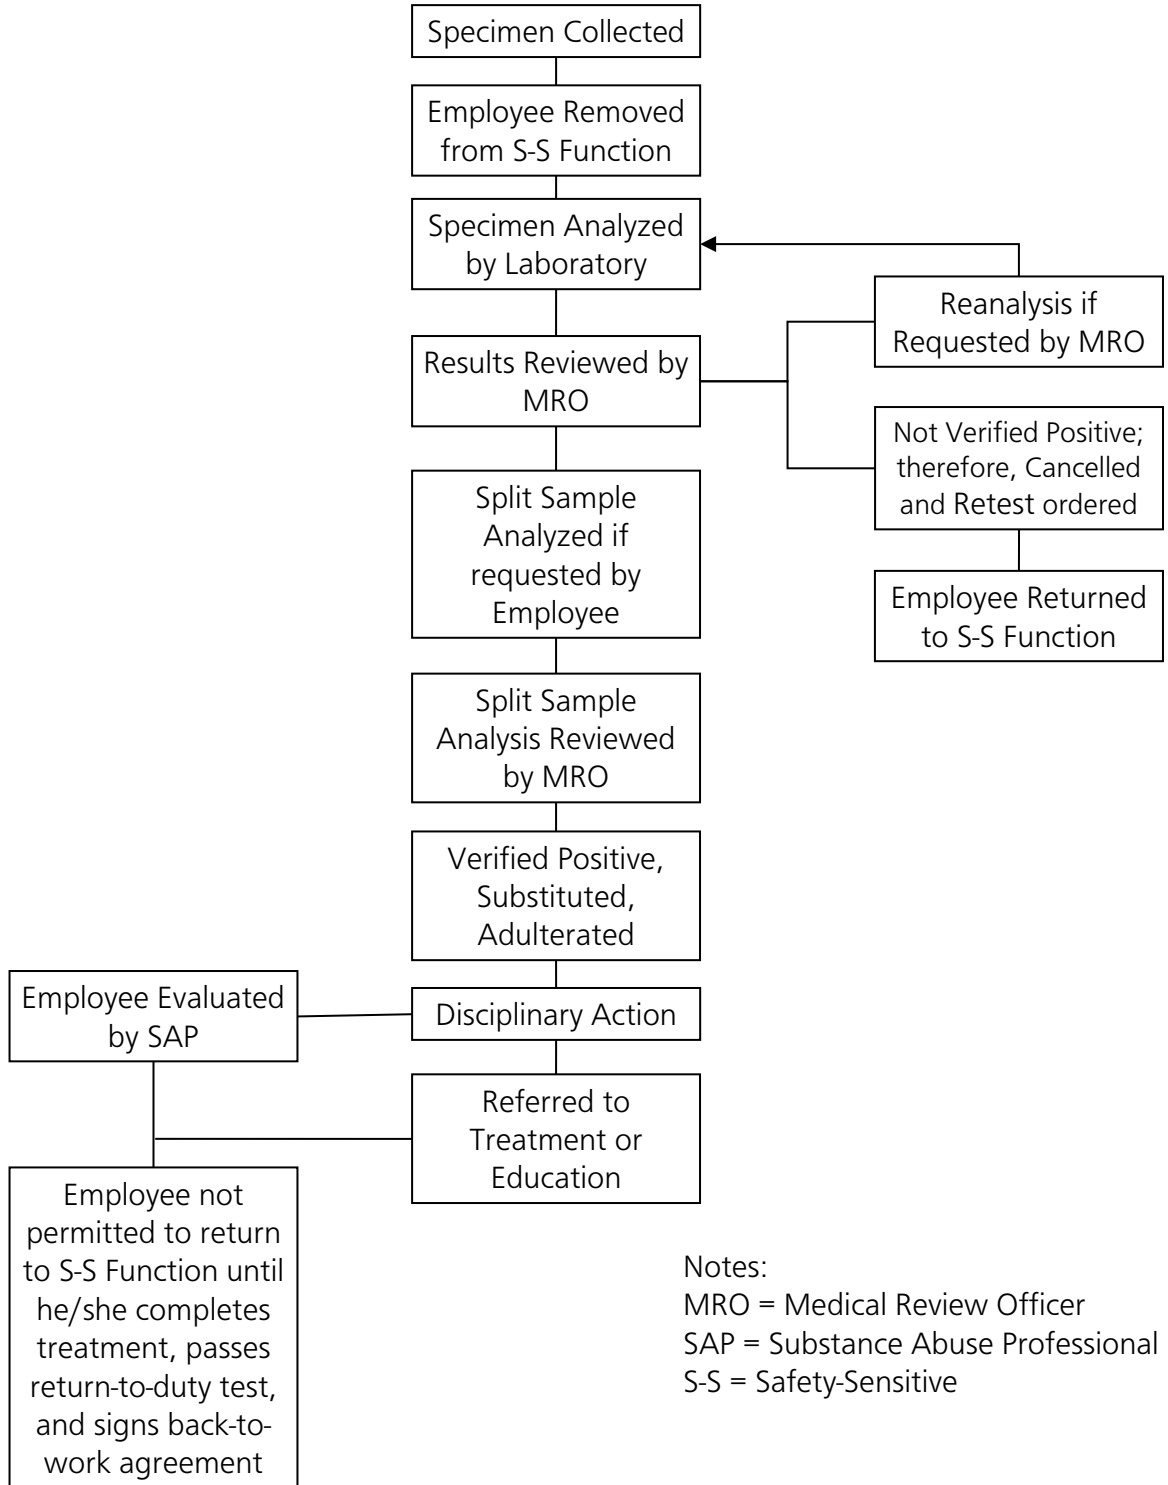 Specimen Collected
Employee Removed
from S-S Function
Specimen Analyzed
by Laboratory
Reanalysis if
Requested by MRO
Results Reviewed by
MRO
Not Verified Positive;
therefore, Cancelled
and Retest ordered
Split Sample
Analyzed if
requested by
Employee
Employee Returned
to S-S Function
Split Sample
Analysis Reviewed
by MRO
Verified Positive,
Substituted,
Adulterated
Employee Evaluated
by SAP
Disciplinary Action
Referred to
Treatment or
Education
Employee not
permitted to return
to S-S Function until
he/she completes
treatment, passes
return-to-duty test,
and signs back-to-
work agreement
Notes:
MRO = Medical Review Officer
SAP = Substance Abuse Professional
S-S = Safety-Sensitive